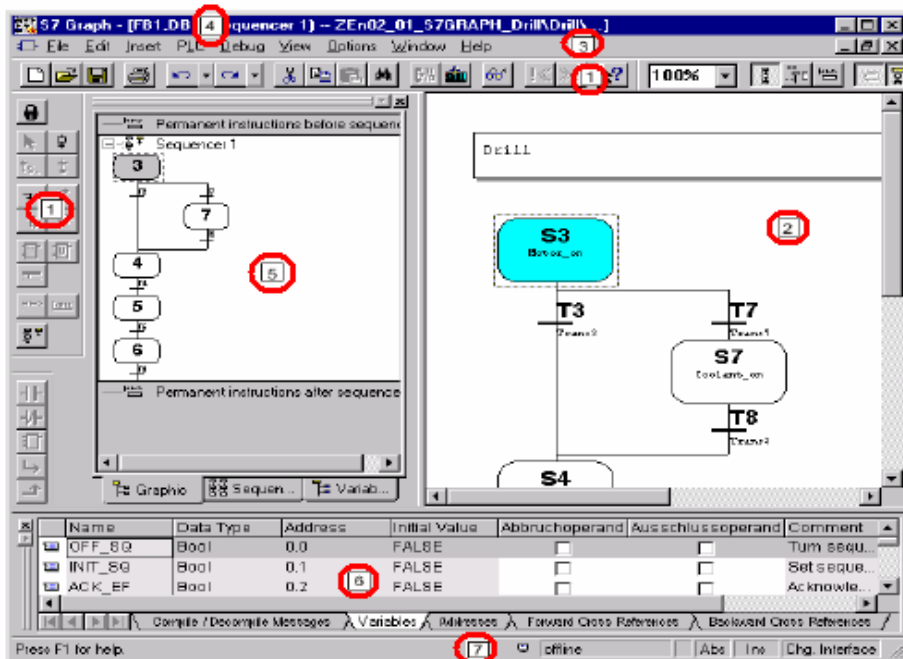 S7 Graph - [FB1.DB 4 equencer 1) -- ZEn02_01_S7GRAPH_Drill\Drill\...]
File Edit Insert PLC Debug View Options Window Help 3
1 100%
Permanent instructions before sequen
Sequencer 1
3
7
4
5
6
5
Permanent instructions after sequence
Graphic Sequen... Variab...
1
Drill
2
S3
Motor_on
T3
Trans3
T7
Trans7
S7
Coolant_on
T8
S4
Name Data Type Address Initial Value Abbruchoperand Ausschlussoperand Comment
OFF_SQ Bool 0.0 FALSE Turn sequ...
INIT_SQ Bool 0.1 FALSE Set seque...
ACK_EF Bool 0.2 FALSE Acknowle...
6
Compile / Decompile Messages Variables Addresses Forward Cross References Backward Cross References
Press F1 for help. 7 offline Abs Ins Chg. Interface